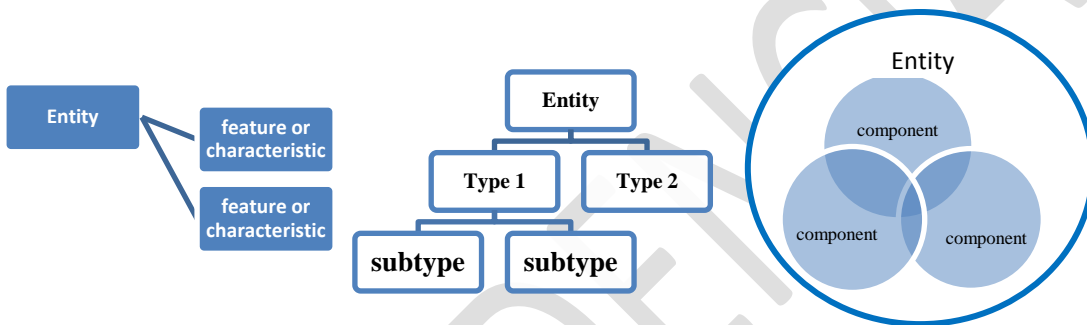 Entity
feature or
characteristic
feature or
characteristic
Entity
Type 1
Type 2
subtype
subtype
Entity
component
component
component